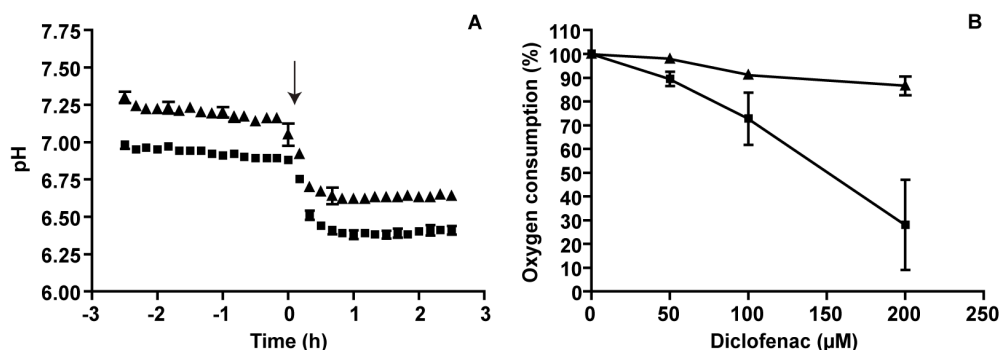 A
pH
7.75
7.50
7.25
7.00
6.75
6.50
6.25
6.00
-3 -2 -1 0 1 2 3
Time (h)
B
Oxygen consumption (%)
110
100
90
80
70
60
50
40
30
20
10
0
0 50 100 150 200 250
Diclofenac (µM)